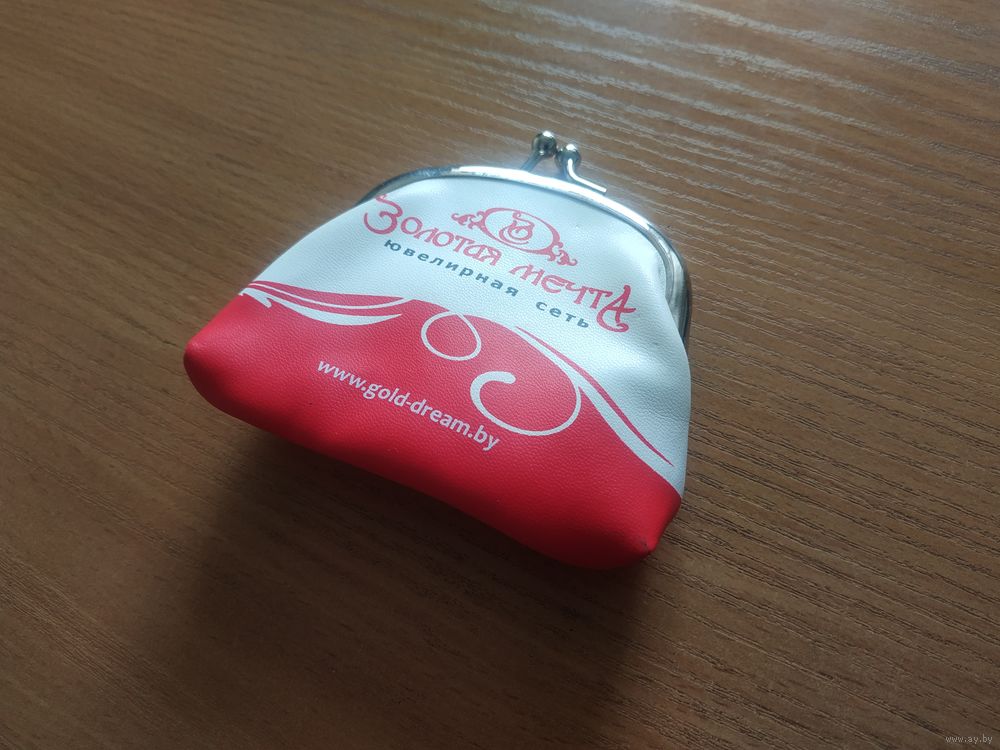 Золотая мечта
ювелирная сеть
www.gold-dream.by
www.ay.by